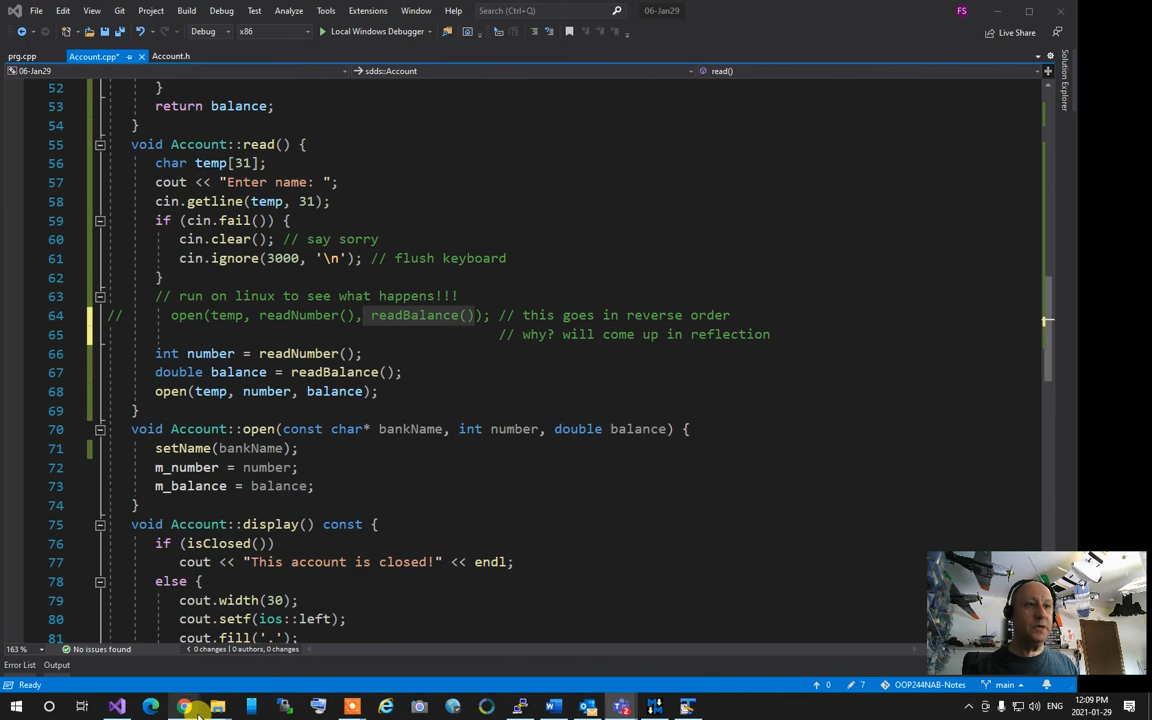 File Edit View Git Project Build Debug Test Analyze Tools Extensions Window Help Search (Ctrl+Q) 06-Jan29 FS
Debug x86 Local Windows Debugger Live Share
prg.cpp Account.cpp* Account.h
06-Jan29 sdds::Account read()
Solution Explorer
52 }
53 return balance;
54 }
55 void Account::read() {
56 char temp[31];
57 cout << "Enter name: ";
58 cin.getline(temp, 31);
59 if (cin.fail()) {
60 cin.clear(); // say sorry
61 cin.ignore(3000, '\n'); // flush keyboard
62 }
63 // run on linux to see what happens!!!
64 // open(temp, readNumber(), readBalance()); // this goes in reverse order
65 // why? will come up in reflection
66 int number = readNumber();
67 double balance = readBalance();
68 open(temp, number, balance);
69 }
70 void Account::open(const char* bankName, int number, double balance) {
71 setName(bankName);
72 m_number = number;
73 m_balance = balance;
74 }
75 void Account::display() const {
76 if (isClosed())
77 cout << "This account is closed!" << endl;
78 else {
79 cout.width(30);
80 cout.setf(ios::left);
81 cout.fill('.');
163 % No issues found 0 changes | 0 authors, 0 changes
Error List Output
Ready 0 7 OOP244NAB-Notes main
ENG 12:09 PM
2021-01-29